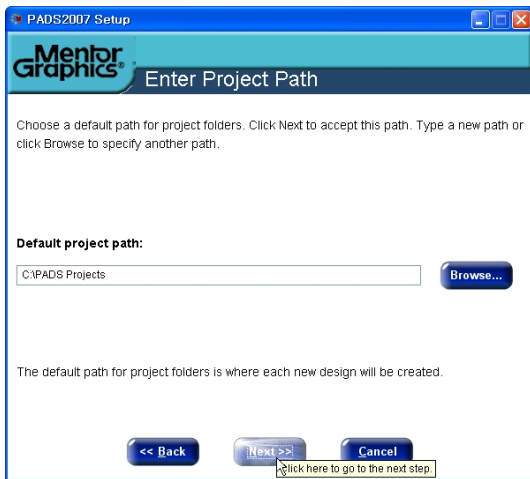 PADS2007 Setup
Mentor
Graphics®
Enter Project Path
Choose a default path for project folders. Click Next to accept this path. Type a new path or
click Browse to specify another path.
Default project path:
C:\PADS Projects
Browse...
The default path for project folders is where each new design will be created.
<< Back
Next >>
Cancel
lick here to go to the next step.